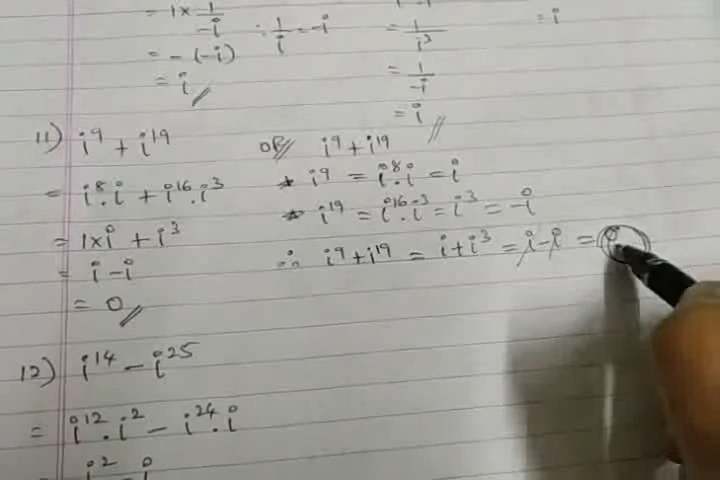 = 1 × 1/-i ∵ 1/i = -i
= - (-i)
= i //
= 1/i³
= 1/-i
= i //
= i
11) i⁹ + i¹⁹
= i⁸.i + i¹⁶.i³
= 1×i + i³
= i - i
= 0 //
OR// i⁹ + i¹⁹
* i⁹ = i⁸.i = i
* i¹⁹ = i¹⁶.i³ = i³ = -i
∴ i⁹ + i¹⁹ = i + i³ = i - i =
12) i¹⁴ - i²⁵
= i¹².i² - i²⁴.i
= i² - i